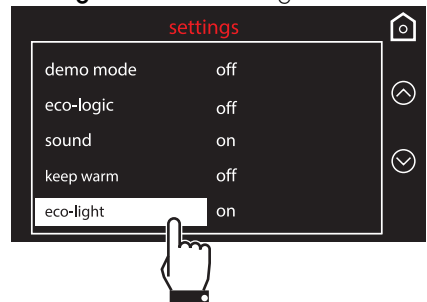 settings
demo mode off
eco-logic off
sound on
keep warm off
eco-light on